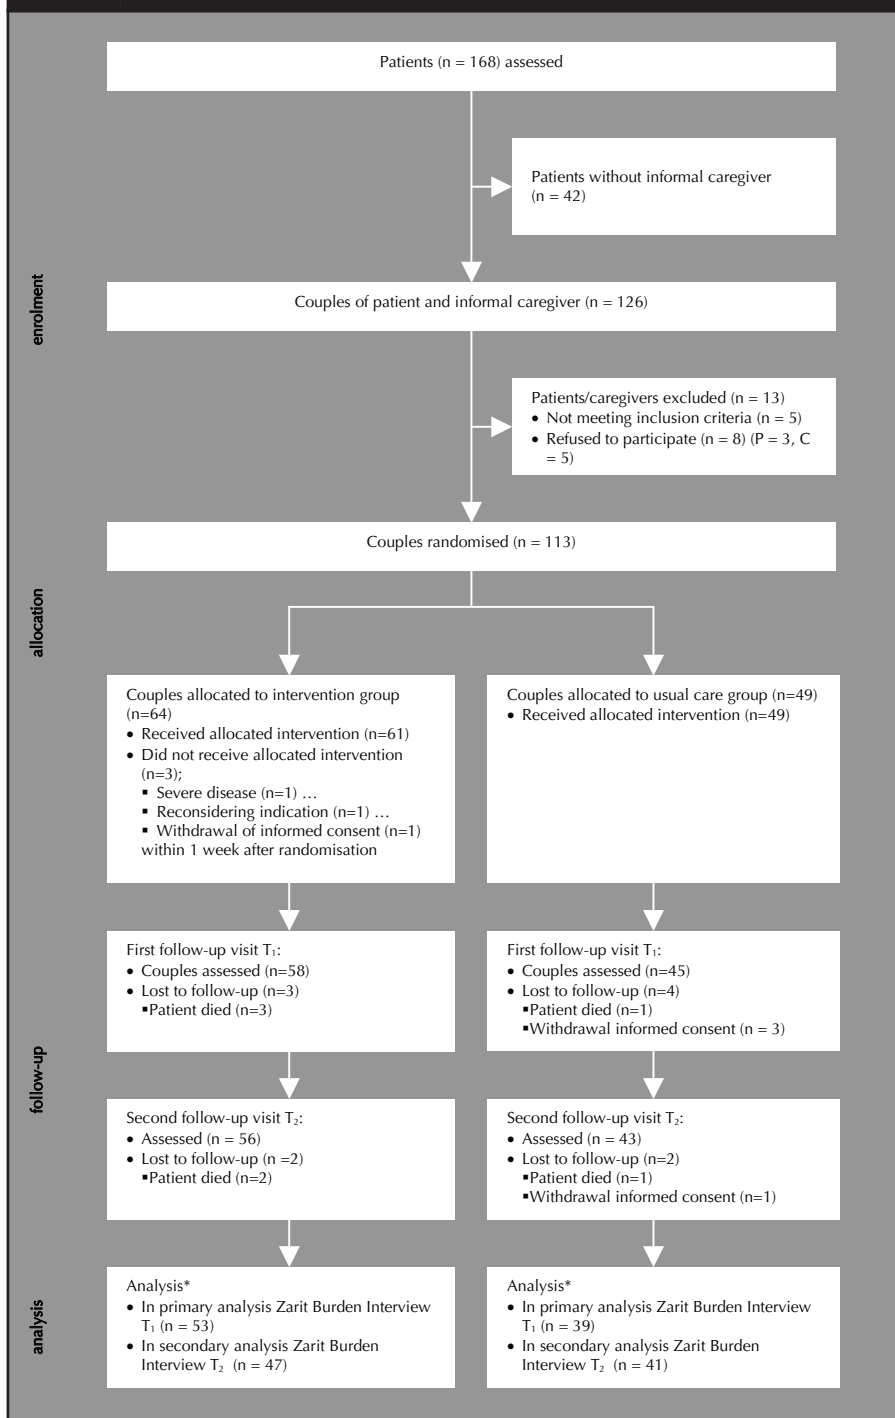 Patients (n = 168) assessed
Patients without informal caregiver
(n = 42)
enrolment
Couples of patient and informal caregiver (n = 126)
Patients/caregivers excluded (n = 13)
• Not meeting inclusion criteria (n = 5)
• Refused to participate (n = 8) (P = 3, C
= 5)
Couples randomised (n = 113)
allocation
Couples allocated to intervention group
(n=64)
• Received allocated intervention (n=61)
• Did not receive allocated intervention
(n=3);
▪ Severe disease (n=1) …
▪ Reconsidering indication (n=1) …
▪ Withdrawal of informed consent (n=1)
within 1 week after randomisation
Couples allocated to usual care group (n=49)
• Received allocated intervention (n=49)
follow-up
First follow-up visit T₁:
• Couples assessed (n=58)
• Lost to follow-up (n=3)
▪Patient died (n=3)
First follow-up visit T₁:
• Couples assessed (n=45)
• Lost to follow-up (n=4)
▪Patient died (n=1)
▪Withdrawal informed consent (n = 3)
Second follow-up visit T₂:
• Assessed (n = 56)
• Lost to follow-up (n =2)
▪Patient died (n=2)
Second follow-up visit T₂:
• Assessed (n = 43)
• Lost to follow-up (n=2)
▪Patient died (n=1)
▪Withdrawal informed consent (n=1)
analysis
Analysis*
• In primary analysis Zarit Burden Interview
T₁ (n = 53)
• In secondary analysis Zarit Burden
Interview T₂ (n = 47)
Analysis*
• In primary analysis Zarit Burden Interview
T₁ (n = 39)
• In secondary analysis Zarit Burden
Interview T₂ (n = 41)